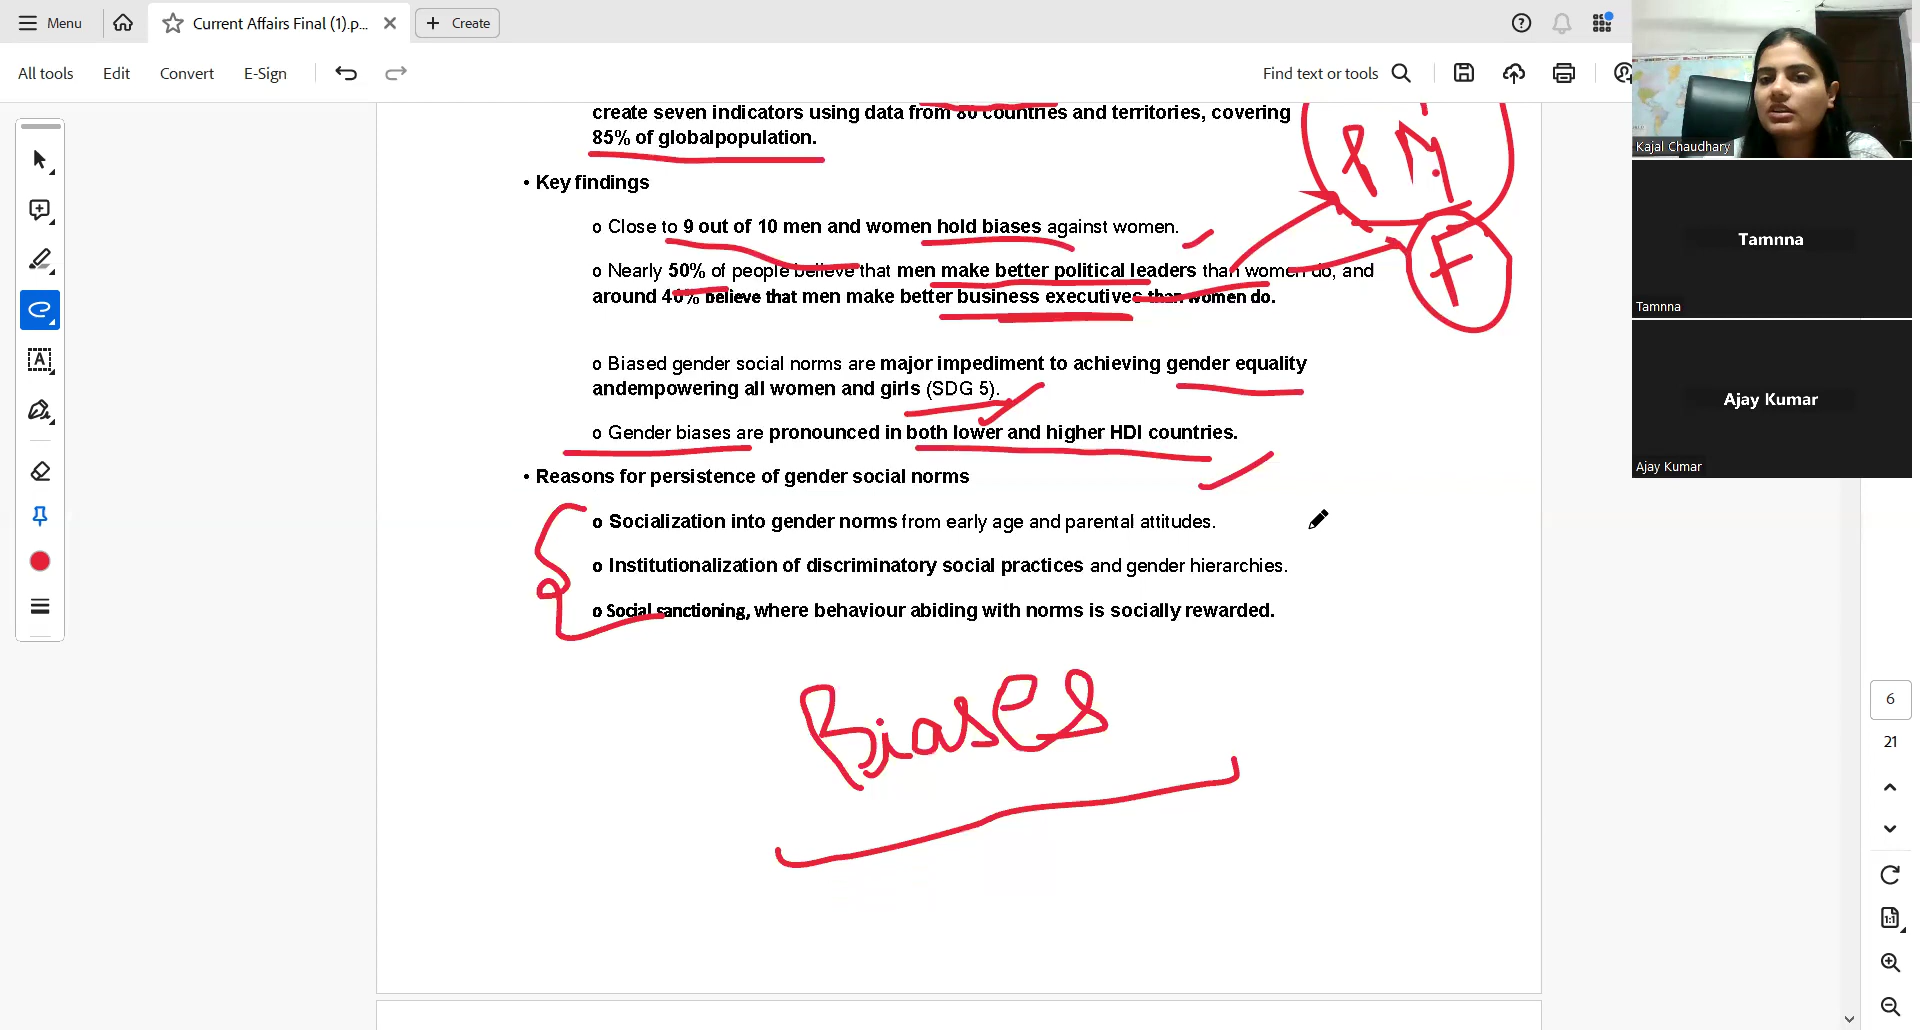 Menu
Current Affairs Final (1).p...
Create
All tools
Edit
Convert
E-Sign
Find text or tools
create seven indicators using data from 80 countries and territories, covering
85% of globalpopulation.
PM
F
• Key findings
o Close to 9 out of 10 men and women hold biases against women.
o Nearly 50% of people believe that men make better political leaders than women do, and
around 40% believe that men make better business executives than women do.
o Biased gender social norms are major impediment to achieving gender equality
andempowering all women and girls (SDG 5).
o Gender biases are pronounced in both lower and higher HDI countries.
• Reasons for persistence of gender social norms
o Socialization into gender norms from early age and parental attitudes.
o Institutionalization of discriminatory social practices and gender hierarchies.
o Social sanctioning, where behaviour abiding with norms is socially rewarded.
Biases
Kajal Chaudhary
Tamnna
Tamnna
Ajay Kumar
Ajay Kumar
6
21
1:1